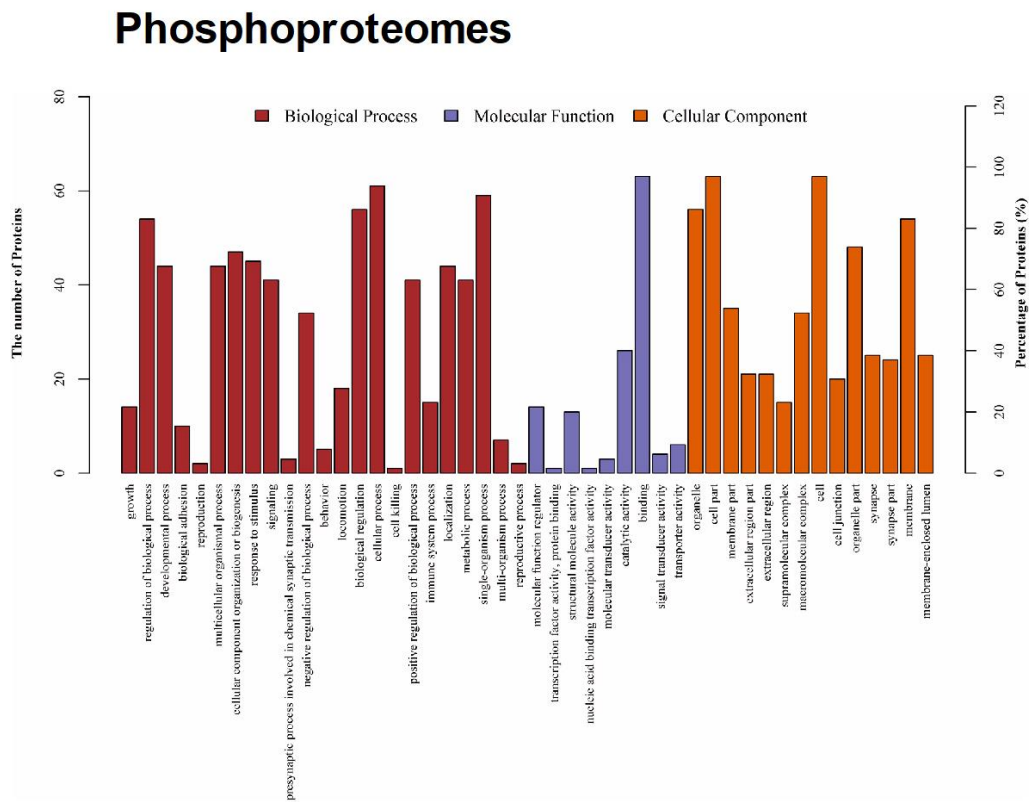 Phosphoproteomes
Biological Process
Molecular Function
Cellular Component
The number of Proteins
80
60
40
20
0
Percentage of Proteins (%)
120
100
80
60
40
20
0
growth
regulation of biological process
developmental process
biological adhesion
reproduction
multicellular organismal process
cellular component organization or biogenesis
response to stimulus
signaling
presynaptic process involved in chemical synaptic transmission
negative regulation of biological process
behavior
locomotion
biological regulation
cellular process
cell killing
positive regulation of biological process
immune system process
localization
metabolic process
single-organism process
multi-organism process
reproductive process
molecular function regulator
transcription factor activity, protein binding
structural molecule activity
nucleic acid binding transcription factor activity
molecular transducer activity
catalytic activity
binding
signal transducer activity
transporter activity
organelle
cell part
membrane part
extracellular region part
extracellular region
supramolecular complex
macromolecular complex
cell
cell junction
organelle part
synapse
synapse part
membrane
membrane-enclosed lumen